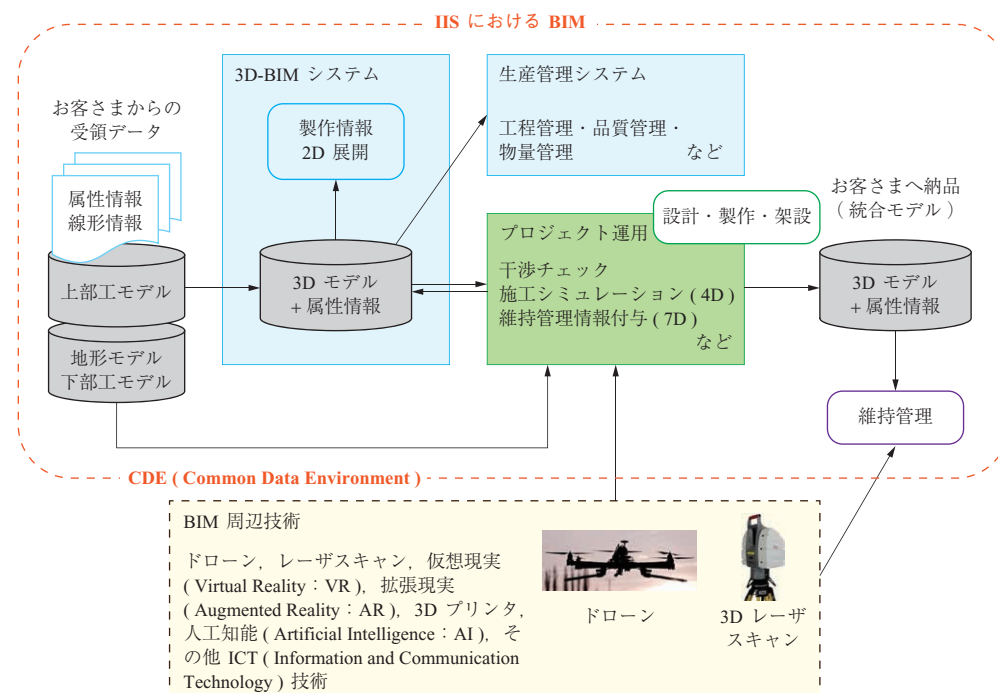 IIS における BIM
3D-BIM システム
生産管理システム
お客さまからの
受領データ
製作情報
2D 展開
工程管理・品質管理・
物量管理 など
属性情報
線形情報
お客さまへ納品
( 統合モデル )
設計・製作・架設
プロジェクト運用
上部工モデル
3D モデル
+ 属性情報
干渉チェック
施工シミュレーション ( 4D )
維持管理情報付与 ( 7D )
など
3D モデル
+ 属性情報
地形モデル
下部工モデル
維持管理
CDE ( Common Data Environment )
BIM 周辺技術
ドローン，レーザスキャン，仮想現実
( Virtual Reality：VR )，拡張現実
( Augmented Reality：AR )，3D プリンタ，
人工知能 ( Artificial Intelligence：AI )，そ
の他 ICT ( Information and Communication
Technology ) 技術
ドローン
3D レーザ
スキャン